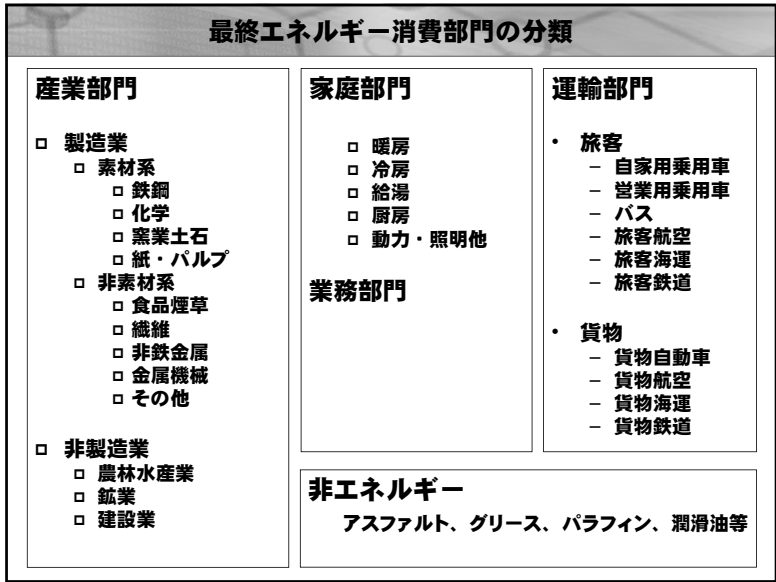 最終エネルギー消費部門の分類
産業部門
製造業
素材系
鉄鋼
化学
窯業土石
紙・パルプ
非素材系
食品煙草
繊維
非鉄金属
金属機械
その他
非製造業
農林水産業
鉱業
建設業
家庭部門
暖房
冷房
給湯
厨房
動力・照明他
業務部門
運輸部門
・ 旅客
– 自家用乗用車
– 営業用乗用車
– バス
– 旅客航空
– 旅客海運
– 旅客鉄道
・ 貨物
– 貨物自動車
– 貨物航空
– 貨物海運
– 貨物鉄道
非エネルギー
アスファルト、グリース、パラフィン、潤滑油等